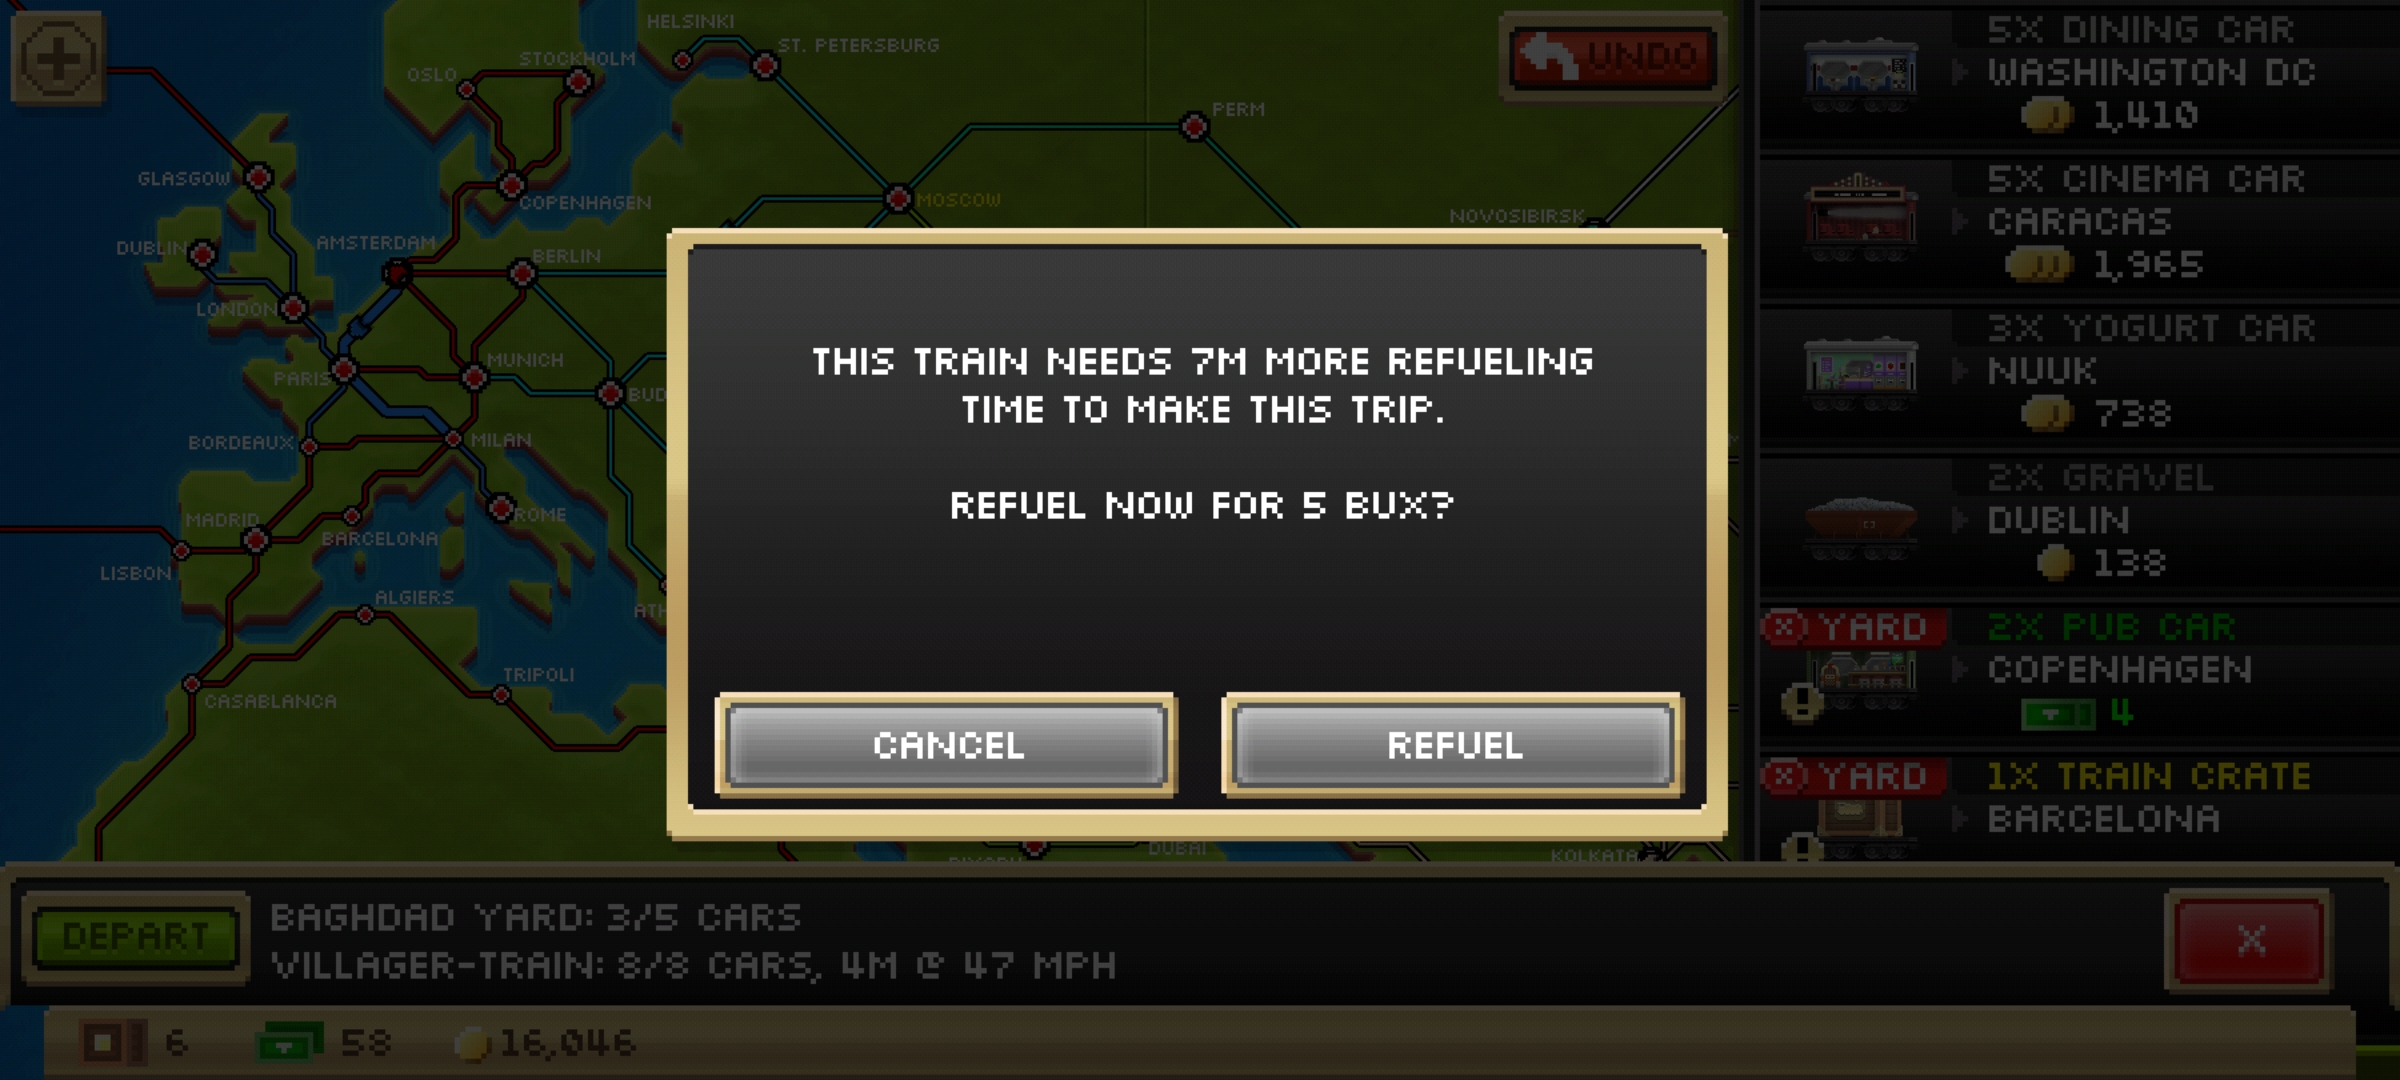 HELSINKI
ST. PETERSBURG
STOCKHOLM
OSLO
PERM
GLASGOW
COPENHAGEN
MOSCOW
NOVOSIBIRSK
DUBLIN
AMSTERDAM
BERLIN
LONDON
MUNICH
PARIS
BUD
BORDEAUX
MILAN
MADRID
ROME
BARCELONA
LISBON
ALGIERS
ATH
TRIPOLI
CASABLANCA
DUBAI
RIYADH
KOLKATA
UNDO
THIS TRAIN NEEDS 7M MORE REFUELING
TIME TO MAKE THIS TRIP.
REFUEL NOW FOR 5 BUX?
CANCEL
REFUEL
5X DINING CAR
WASHINGTON DC
1,410
5X CINEMA CAR
CARACAS
1,965
3X YOGURT CAR
NUUK
738
2X GRAVEL
DUBLIN
138
X YARD
2X PUB CAR
COPENHAGEN
4
X YARD
1X TRAIN CRATE
BARCELONA
DEPART
BAGHDAD YARD: 3/5 CARS
VILLAGER-TRAIN: 8/8 CARS, 4M @ 47 MPH
X
6
58
16,046